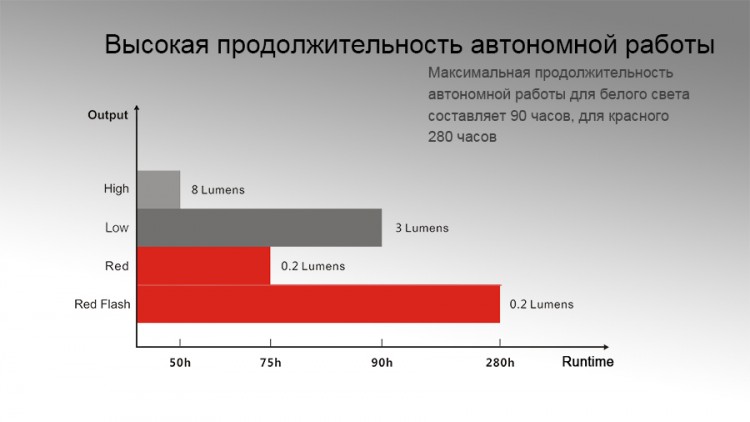 Высокая продолжительность автономной работы
Максимальная продолжительность
автономной работы для белого света
составляет 90 часов, для красного
280 часов
Output
High
8 Lumens
Low
3 Lumens
Red
0.2 Lumens
Red Flash
0.2 Lumens
50h
75h
90h
280h
Runtime